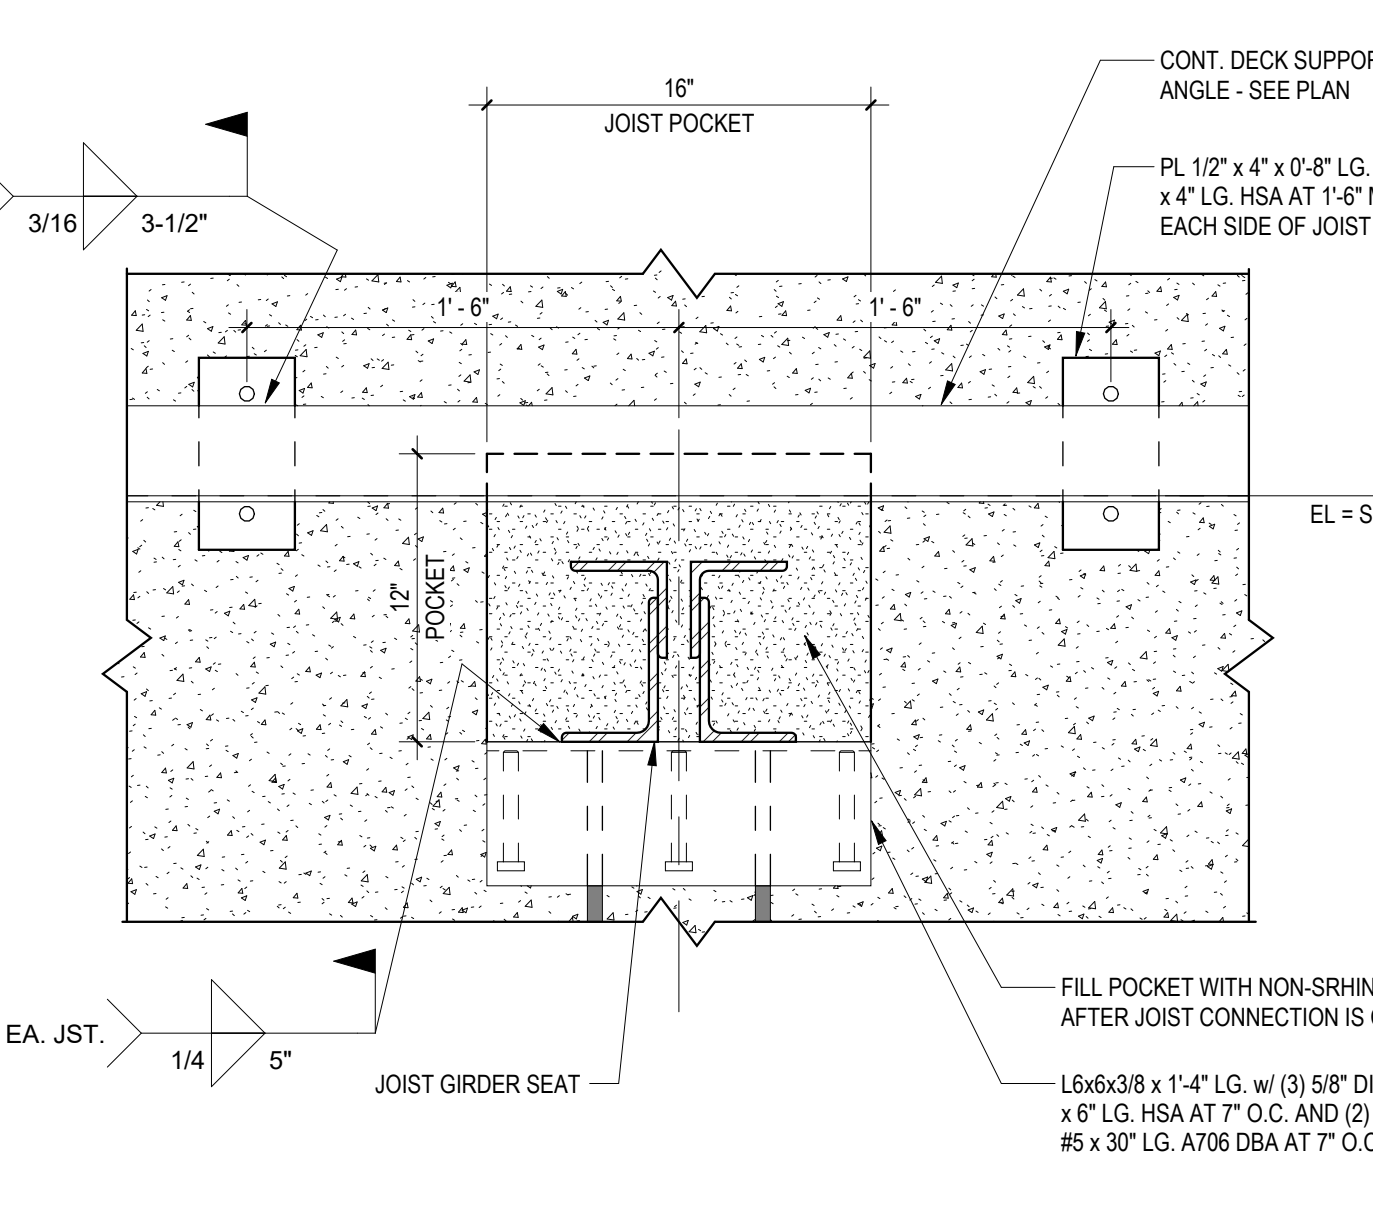 CONT. DECK SUPPOR
ANGLE - SEE PLAN
16"
JOIST POCKET
PL 1/2" x 4" x 0'-8" LG.
x 4" LG. HSA AT 1'-6"
EACH SIDE OF JOIST
3/16
3-1/2"
1' - 6"
1' - 6"
EL = S
12"
POCKET
FILL POCKET WITH NON-SRHIN
AFTER JOIST CONNECTION IS
EA. JST.
1/4
5"
JOIST GIRDER SEAT
L6x6x3/8 x 1'-4" LG. w/ (3) 5/8" DI
x 6" LG. HSA AT 7" O.C. AND (2)
#5 x 30" LG. A706 DBA AT 7" O.C